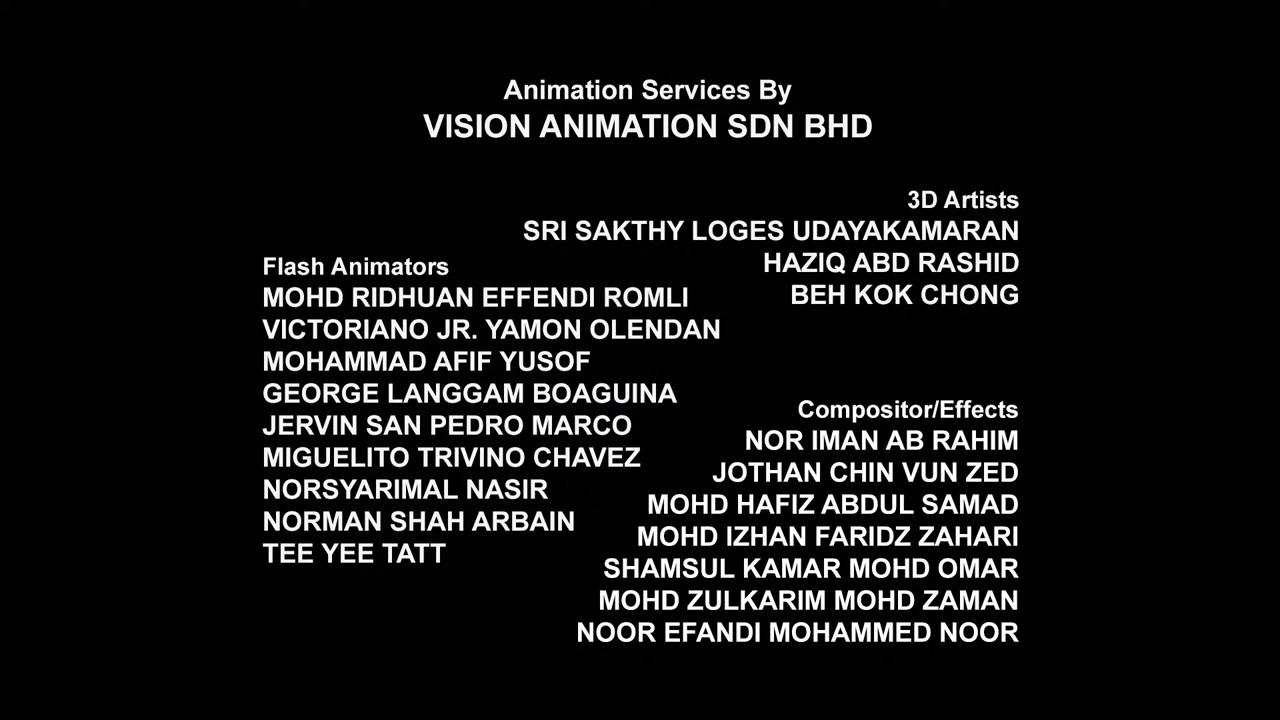 Animation Services By
VISION ANIMATION SDN BHD
Flash Animators
MOHD RIDHUAN EFFENDI ROMLI
VICTORIANO JR. YAMON OLENDAN
MOHAMMAD AFIF YUSOF
GEORGE LANGGAM BOAGUINA
JERVIN SAN PEDRO MARCO
MIGUELITO TRIVINO CHAVEZ
NORSYARIMAL NASIR
NORMAN SHAH ARBAIN
TEE YEE TATT
3D Artists
SRI SAKTHY LOGES UDAYAKAMARAN
HAZIQ ABD RASHID
BEH KOK CHONG
Compositor/Effects
NOR IMAN AB RAHIM
JOTHAN CHIN VUN ZED
MOHD HAFIZ ABDUL SAMAD
MOHD IZHAN FARIDZ ZAHARI
SHAMSUL KAMAR MOHD OMAR
MOHD ZULKARIM MOHD ZAMAN
NOOR EFANDI MOHAMMED NOOR